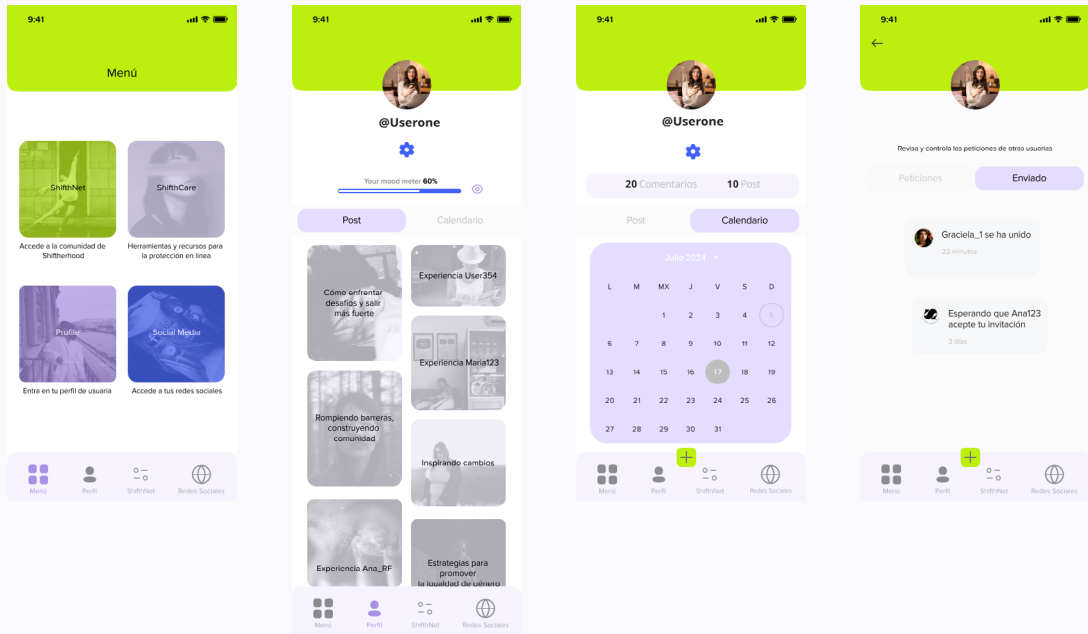 9:41
Menú
ShifthNet
ShifthCare
Accede a la comunidad de
Shiftherhood
Herramientas y recursos para
la protección en línea
Profile
Social Media
Entra en tu perfil de usuaria
Accede a tus redes sociales
Menú
Perfil
ShifthNet
Redes Sociales
9:41
@Userone
Your mood meter 60%
Post
Calendario
Cómo enfrentar
desafíos y salir
más fuerte
Experiencia User354
Experiencia Maria123
Rompiendo barreras,
construyendo
comunidad
Inspirando cambios
Experiencia Ana_RF
Estrategias para
promover
la igualdad de género
Menú
Perfil
ShifthNet
Redes Sociales
9:41
@Userone
20 Comentarios
10 Post
Post
Calendario
Julio 2024
L M MX J V S D
1 2 3 4 5
6 7 8 9 10 11 12
13 14 15 16 17 18 19
20 21 22 23 24 25 26
27 28 29 30 31
Menú
Perfil
ShifthNet
Redes Sociales
9:41
Revisa y controla las peticiones de otras usuarias
Peticiones
Enviado
Graciela_1 se ha unido
22 minutos
Esperando que Ana123
acepte tu invitación
3 días
Menú
Perfil
ShifthNet
Redes Sociales